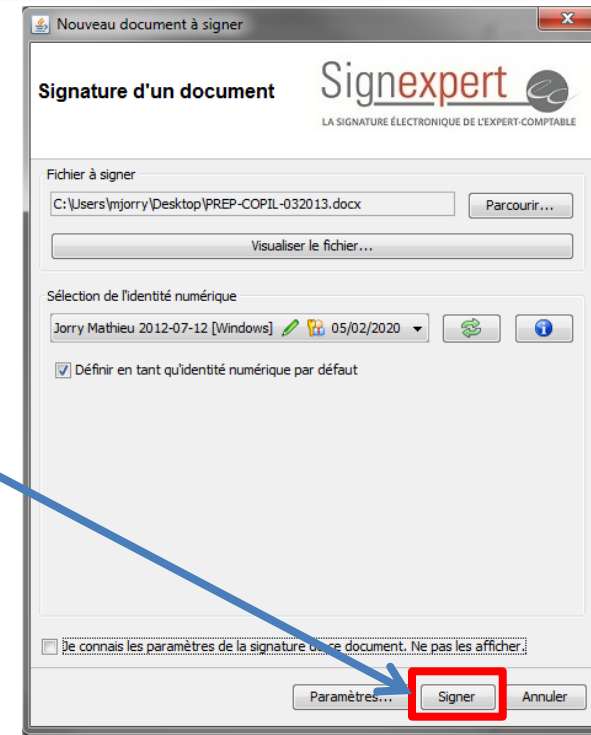 Nouveau document à signer
Signature d'un document
Signexpert
LA SIGNATURE ÉLECTRONIQUE DE L'EXPERT-COMPTABLE
Fichier à signer
C:\Users\mjorry\Desktop\PREP-COPIL-032013.docx Parcourir...
Visualiser le fichier...
Sélection de l'identité numérique
Jorry Mathieu 2012-07-12 [Windows] 05/02/2020
Définir en tant qu'identité numérique par défaut
Je connais les paramètres de la signature de ce document. Ne pas les afficher.
Paramètres... Signer Annuler